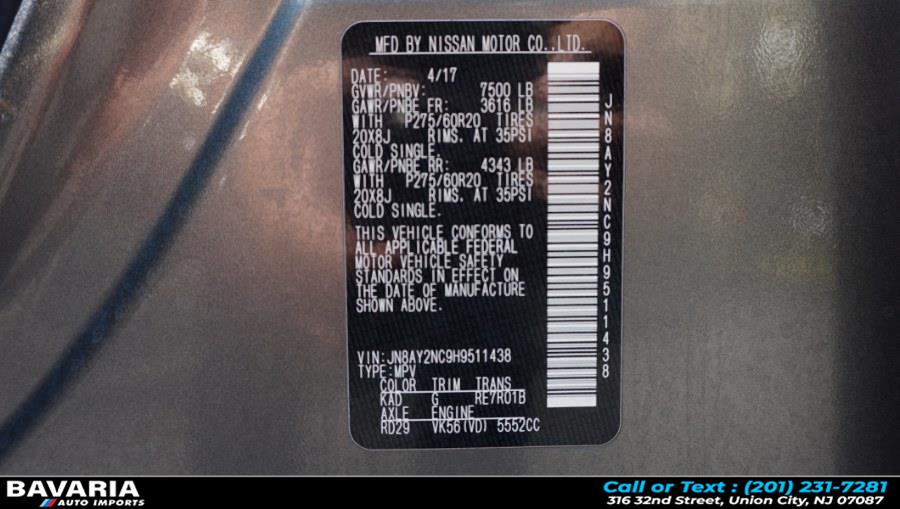 MFD BY NISSAN MOTOR CO.,LTD.
DATE: 4/17
GVWR/PNBV: 7500 LB
GAWR/PNBE FR: 3616 LB
WITH P275/60R20 TIRES
20X8J RIMS. AT 35PSI
COLD SINGLE.
GAWR/PNBE RR: 4343 LB
WITH P275/60R20 TIRES
20X8J RIMS. AT 35PSI
COLD SINGLE.
THIS VEHICLE CONFORMS TO
ALL APPLICABLE FEDERAL
MOTOR VEHICLE SAFETY
STANDARDS IN EFFECT ON
THE DATE OF MANUFACTURE
SHOWN ABOVE.
VIN:JN8AY2NC9H9511438
TYPE:MPV
COLOR TRIM TRANS
KAD G RE7R01B
AXLE ENGINE
RD29 VK56(VD) 5552CC
JN8AY2NC9H9511438
BAVARIA
AUTO IMPORTS
Call or Text : (201) 231-7281
316 32nd Street, Union City, NJ 07087